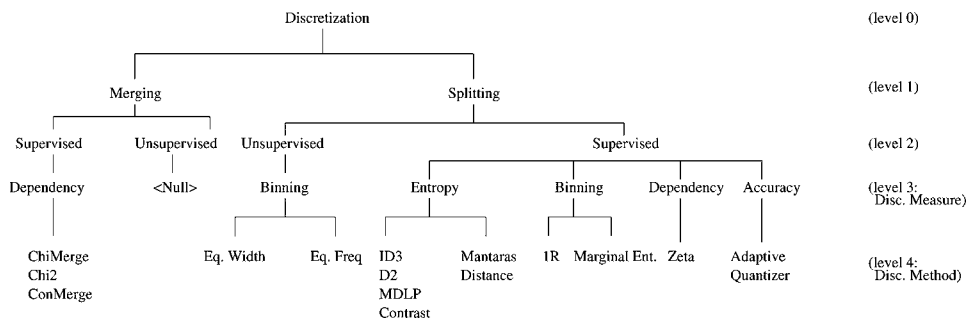 Discretization (level 0)
Merging Splitting (level 1)
Supervised Unsupervised Unsupervised Supervised (level 2)
Dependency <Null> Binning Entropy Binning Dependency Accuracy (level 3:
Disc. Measure)
ChiMerge Eq. Width Eq. Freq ID3 Mantaras 1R Marginal Ent. Zeta Adaptive (level 4:
Chi2 D2 Distance Quantizer Disc. Method)
ConMerge MDLP
Contrast